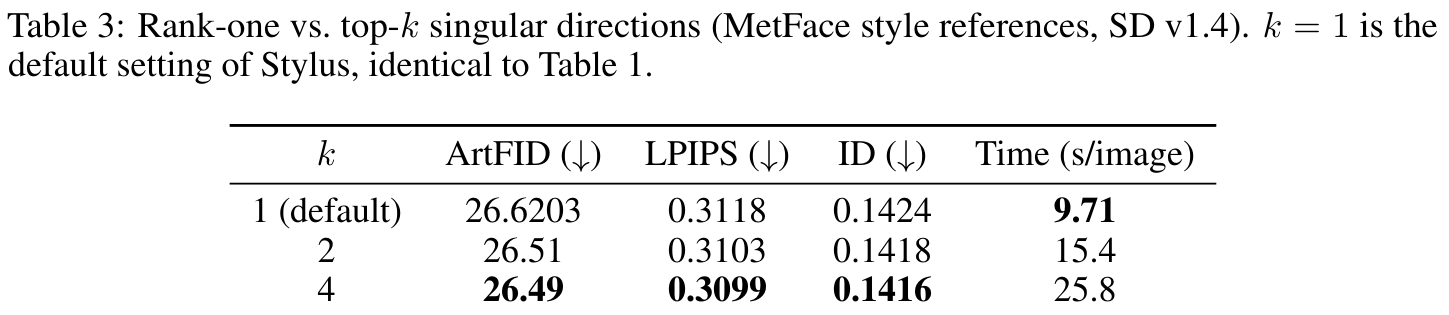 Table 3: Rank-one vs. top-k singular directions (MetFace style references, SD v1.4). k = 1 is the
default setting of Stylus, identical to Table 1.
k ArtFID (↓) LPIPS (↓) ID (↓) Time (s/image)
1 (default) 26.6203 0.3118 0.1424 9.71
2 26.51 0.3103 0.1418 15.4
4 26.49 0.3099 0.1416 25.8